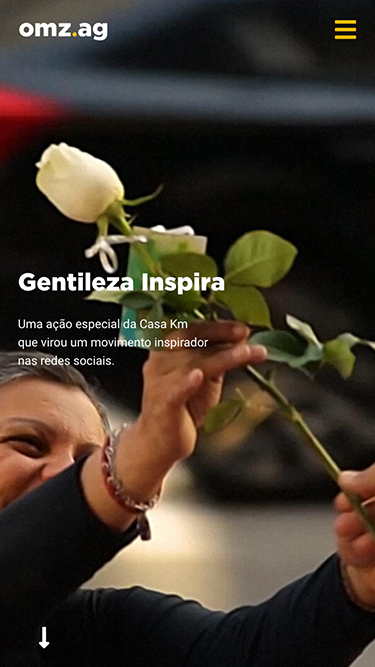 omz.ag
Gentileza Inspira
Uma ação especial da Casa Km
que virou um movimento inspirador
nas redes sociais.